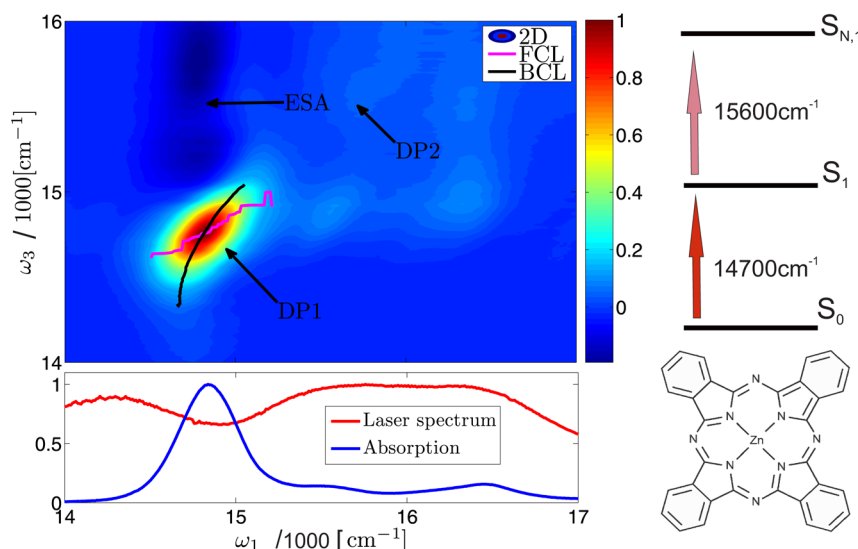 16
15
14
ω₃ / 1000[cm⁻¹]
2D
FCL
BCL
ESA
DP2
DP1
1
0.8
0.6
0.4
0.2
0
1
0.5
0
Laser spectrum
Absorption
14
15
16
17
ω₁ /1000 [cm⁻¹]
15600cm⁻¹
S₁
14700cm⁻¹
S₀
N
N
N
N
Zn
N
N
N
N